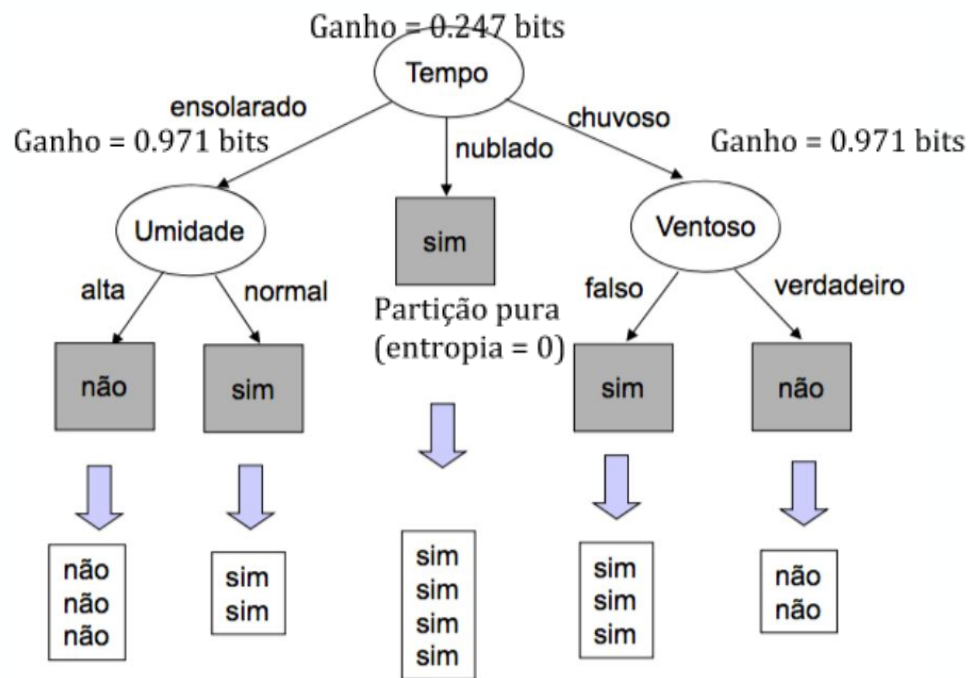 Ganho = 0.247 bits
Tempo
ensolarado
chuvoso
Ganho = 0.971 bits
nublado
Ganho = 0.971 bits
Umidade
sim
Ventoso
alta
normal
falso
verdadeiro
Partição pura
(entropia = 0)
não
sim
sim
não
não
não
não
sim
sim
sim
sim
sim
sim
sim
sim
sim
não
não